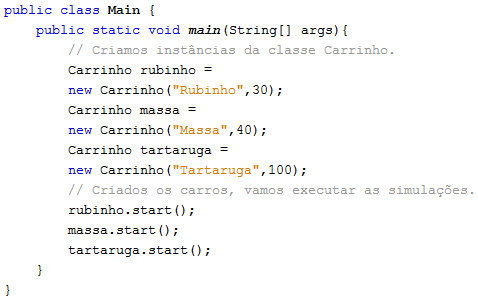 public class Main {
public static void main(String[] args){
// Criamos instâncias da classe Carrinho.
Carrinho rubinho =
new Carrinho("Rubinho",30);
Carrinho massa =
new Carrinho("Massa",40);
Carrinho tartaruga =
new Carrinho("Tartaruga",100);
// Criados os carros, vamos executar as simulações.
rubinho.start();
massa.start();
tartaruga.start();
}
}